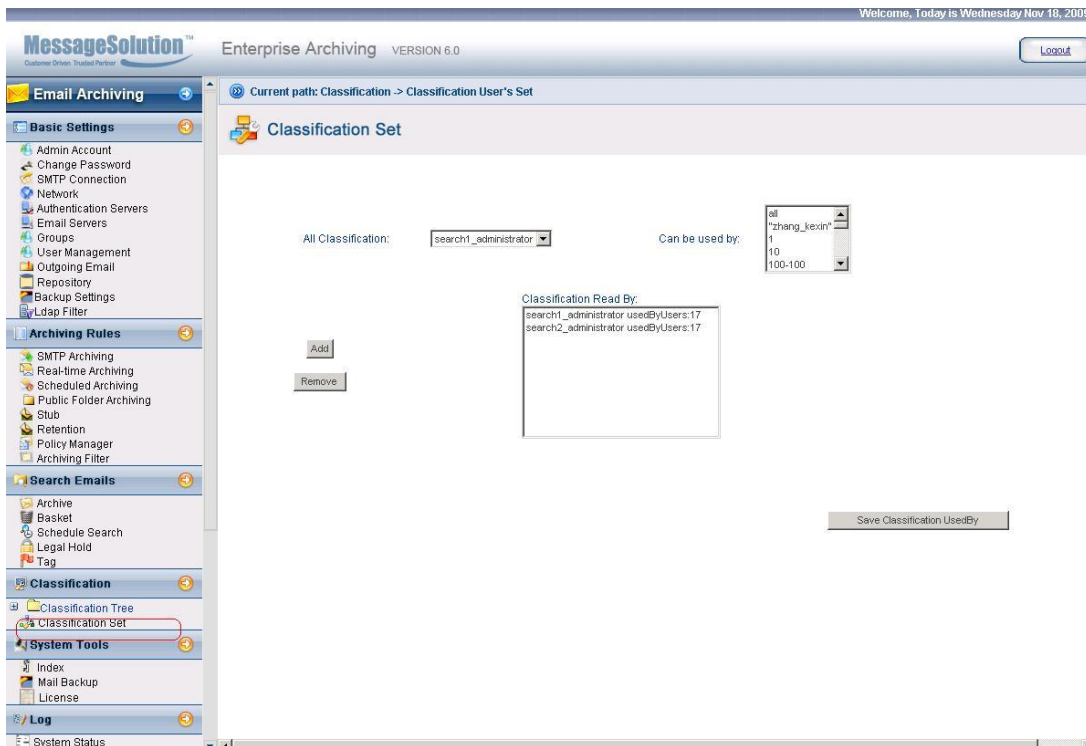 Welcome, Today is Wednesday Nov 18, 2009
MessageSolution™
Customer Driven Trusted Partner
Enterprise Archiving VERSION 6.0
Logout
Email Archiving
Current path: Classification -> Classification User's Set
Classification Set
Basic Settings
Admin Account
Change Password
SMTP Connection
Network
Authentication Servers
Email Servers
Groups
User Management
Outgoing Email
Repository
Backup Settings
Ldap Filter
Archiving Rules
SMTP Archiving
Real-time Archiving
Scheduled Archiving
Public Folder Archiving
Stub
Retention
Policy Manager
Archiving Filter
Search Emails
Archive
Basket
Schedule Search
Legal Hold
Tag
Classification
Classification Tree
Classification Set
System Tools
Index
Mail Backup
License
Log
System Status
All Classification:
search1_administrator
Can be used by:
all
"zhang_kexin"
1
10
100-100
Classification Read By:
search1_administrator usedByUsers:17
search2_administrator usedByUsers:17
Add
Remove
Save Classification UsedBy